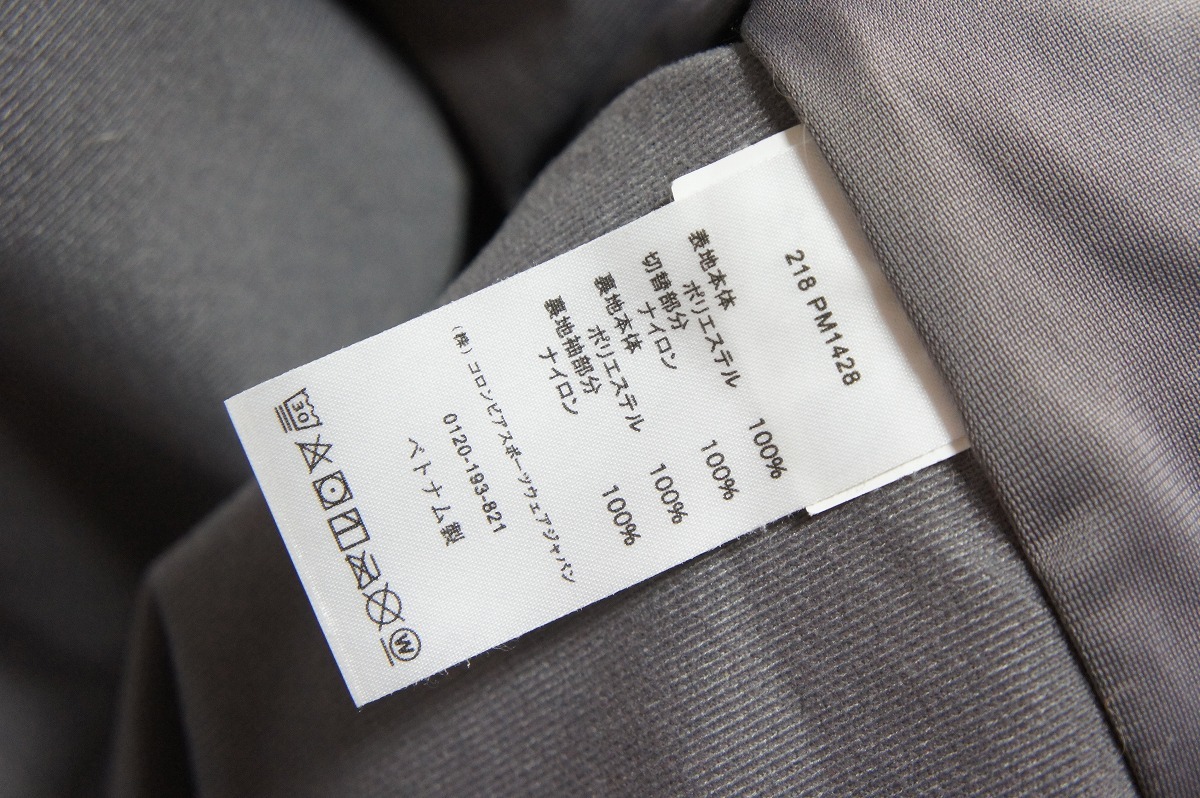 218 PM1428
表地本体
ポリエステル 100%
切替部分
ナイロン 100%
裏地本体
ポリエステル 100%
裏地袖部分
ナイロン 100%
(株)コロンビアスポーツウェアジャパン
0120-193-821
ベトナム製
30
W